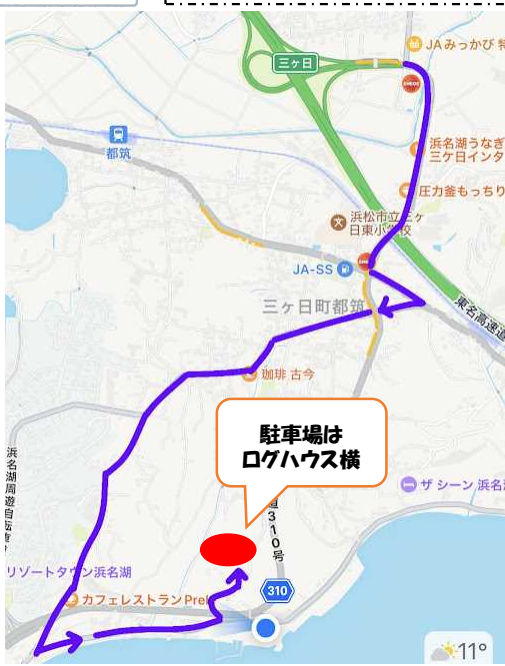 JAみっかび 特
三ヶ日
ENEOS
都筑
浜名湖うなぎ
三ケ日インタ
圧力釜もっちり
浜松市立三ヶ
日東小学校
JA-SS
三ヶ日町都筑
東名高速道
珈琲 古今
駐車場は
ログハウス横
ザ シーン 浜名
浜名湖周遊自転車
道310号
310
リゾートタウン浜名湖
カフェレストラン Prel
11°